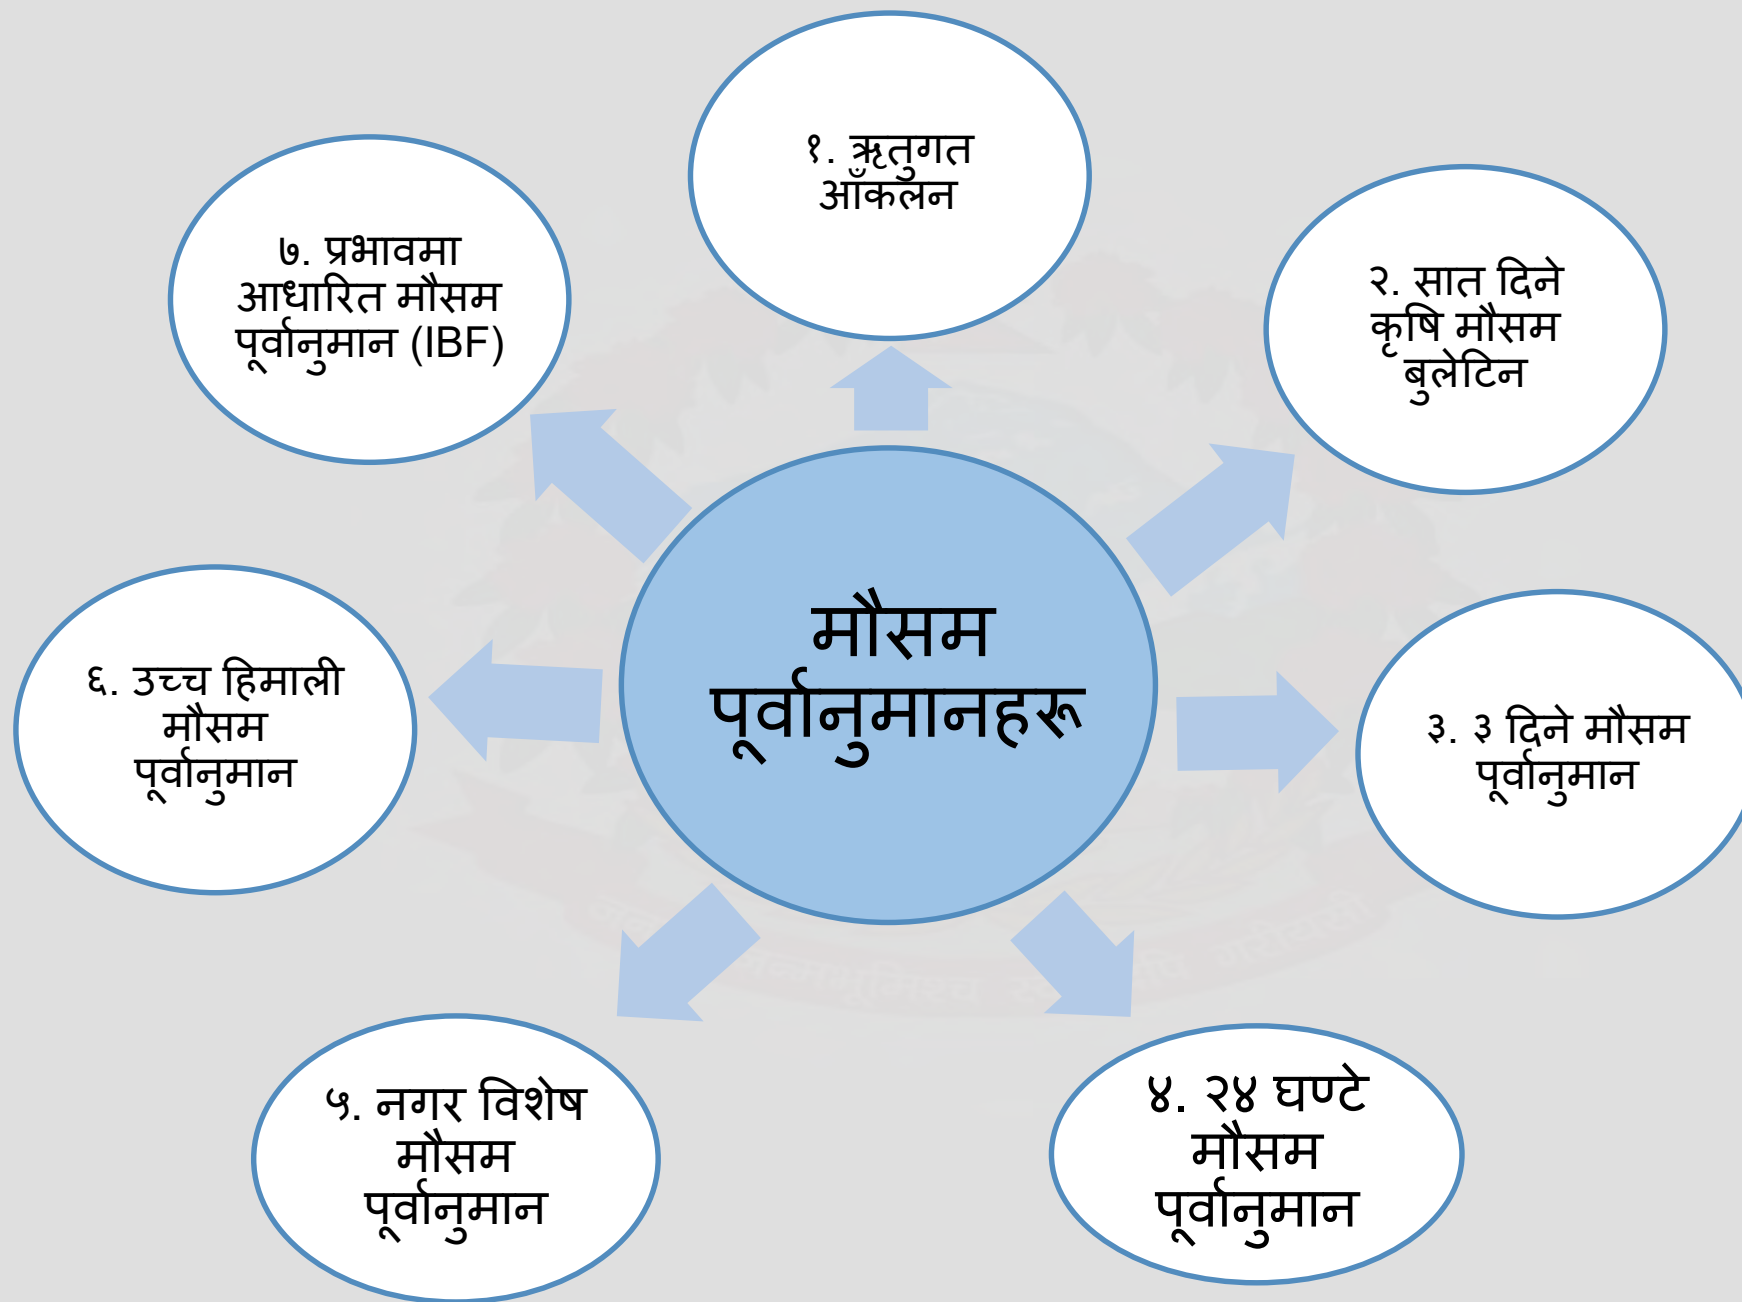 १. ऋतुगत
आँकलन
२. सात दिने
कृषि मौसम
बुलेटिन
३. ३ दिने मौसम
पूर्वानुमान
४. २४ घण्टे
मौसम
पूर्वानुमान
५. नगर विशेष
मौसम
पूर्वानुमान
६. उच्च हिमाली
मौसम
पूर्वानुमान
७. प्रभावमा
आधारित मौसम
पूर्वानुमान (IBF)
मौसम
पूर्वानुमानहरू